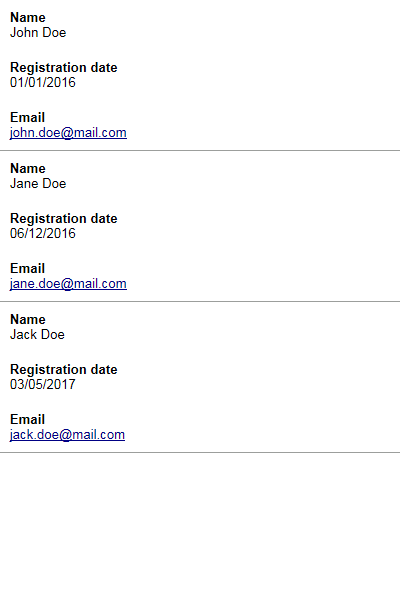 Name
John Doe
Registration date
01/01/2016
Email
john.doe@mail.com
Name
Jane Doe
Registration date
06/12/2016
Email
jane.doe@mail.com
Name
Jack Doe
Registration date
03/05/2017
Email
jack.doe@mail.com